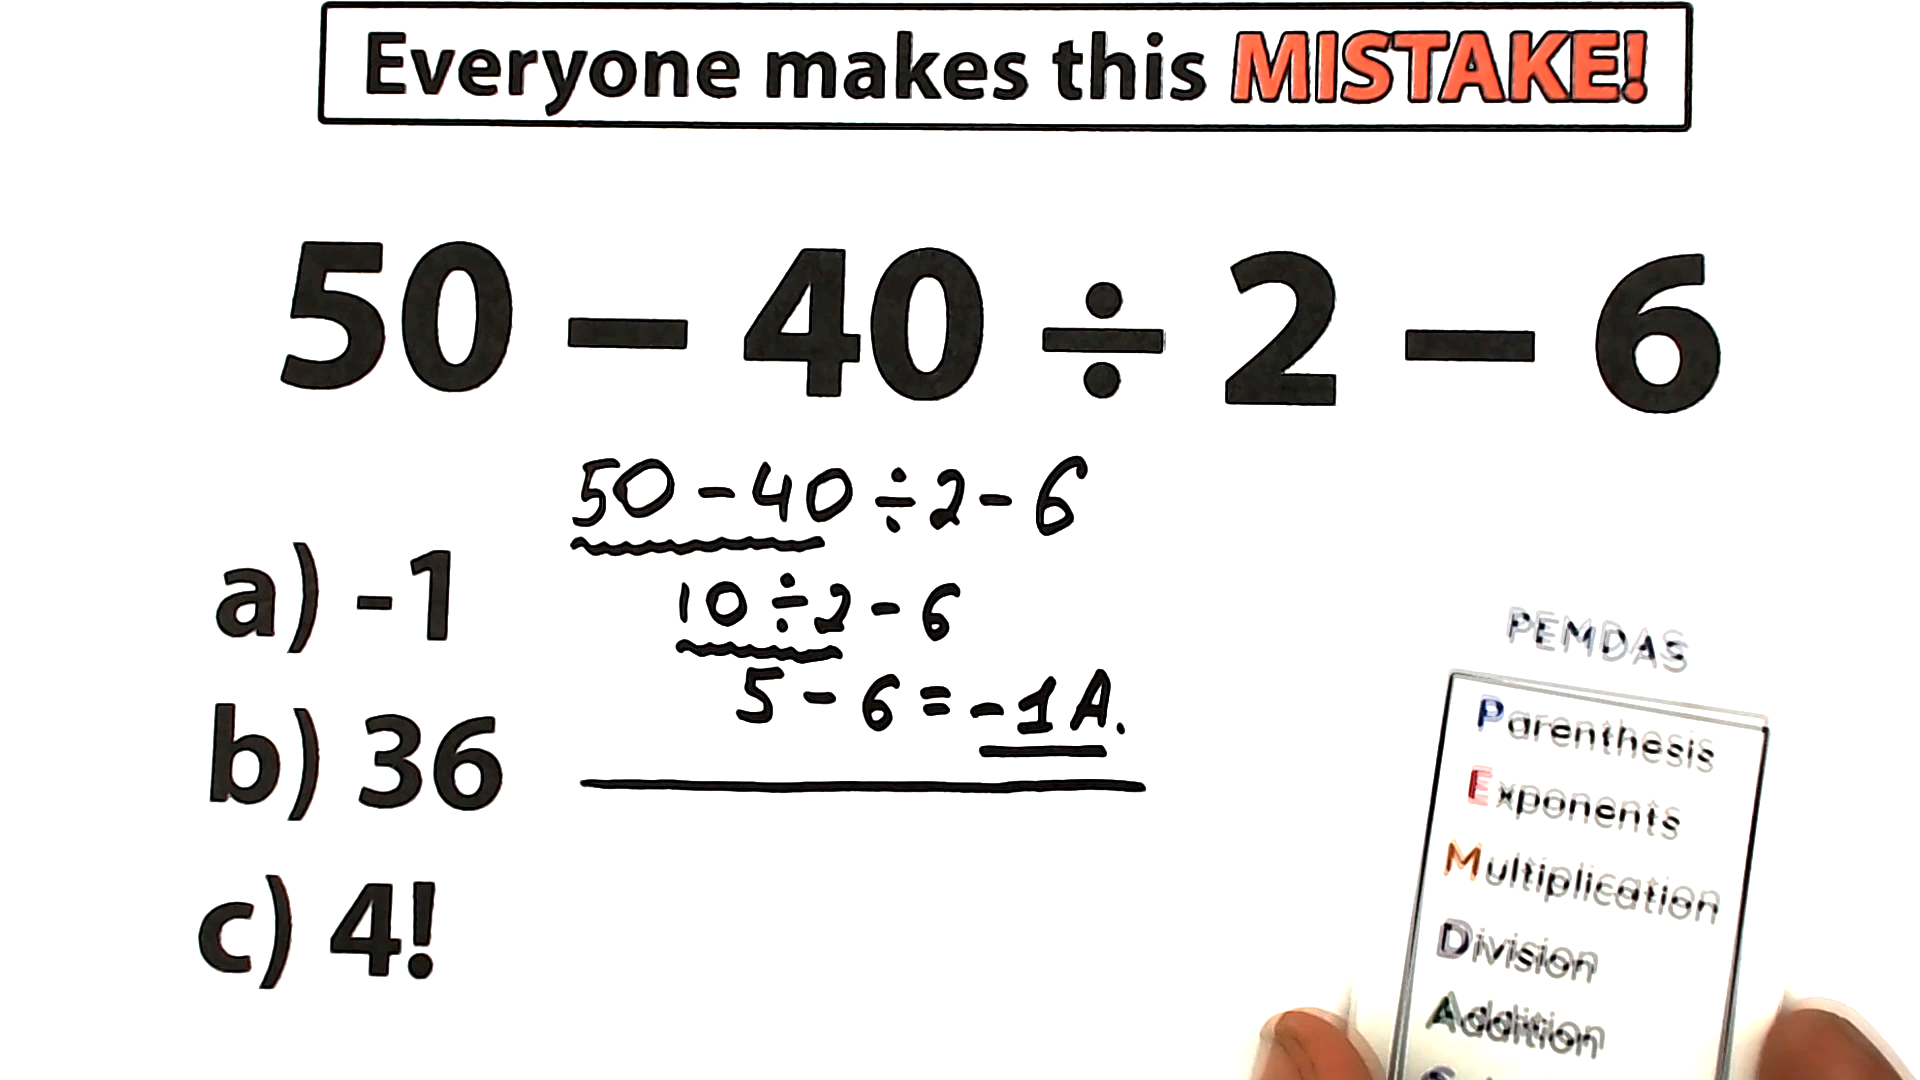 Everyone makes this MISTAKE!
50 – 40 ÷ 2 – 6
50 – 40 ÷ 2 – 6
10 ÷ 2 – 6
5 – 6 = –1 A.
a) -1
b) 36
c) 4!
PEMDAS
Parenthesis
Exponents
Multiplication
Division
Addition